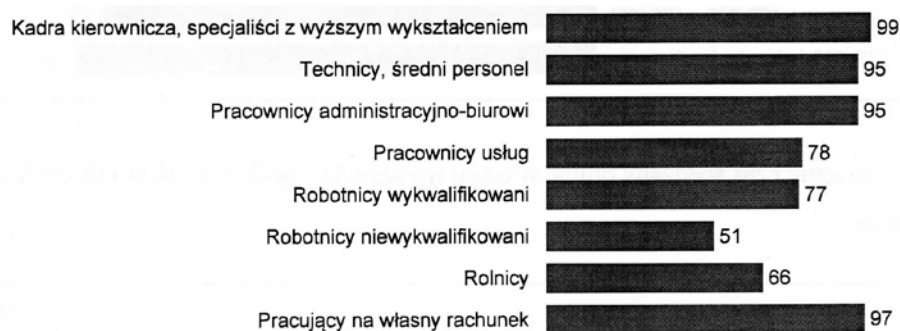 Kadra kierownicza, specjaliści z wyższym wykształceniem 99
Technicy, średni personel 95
Pracownicy administracyjno-biurowi 95
Pracownicy usług 78
Robotnicy wykwalifikowani 77
Robotnicy niewykwalifikowani 51
Rolnicy 66
Pracujący na własny rachunek 97